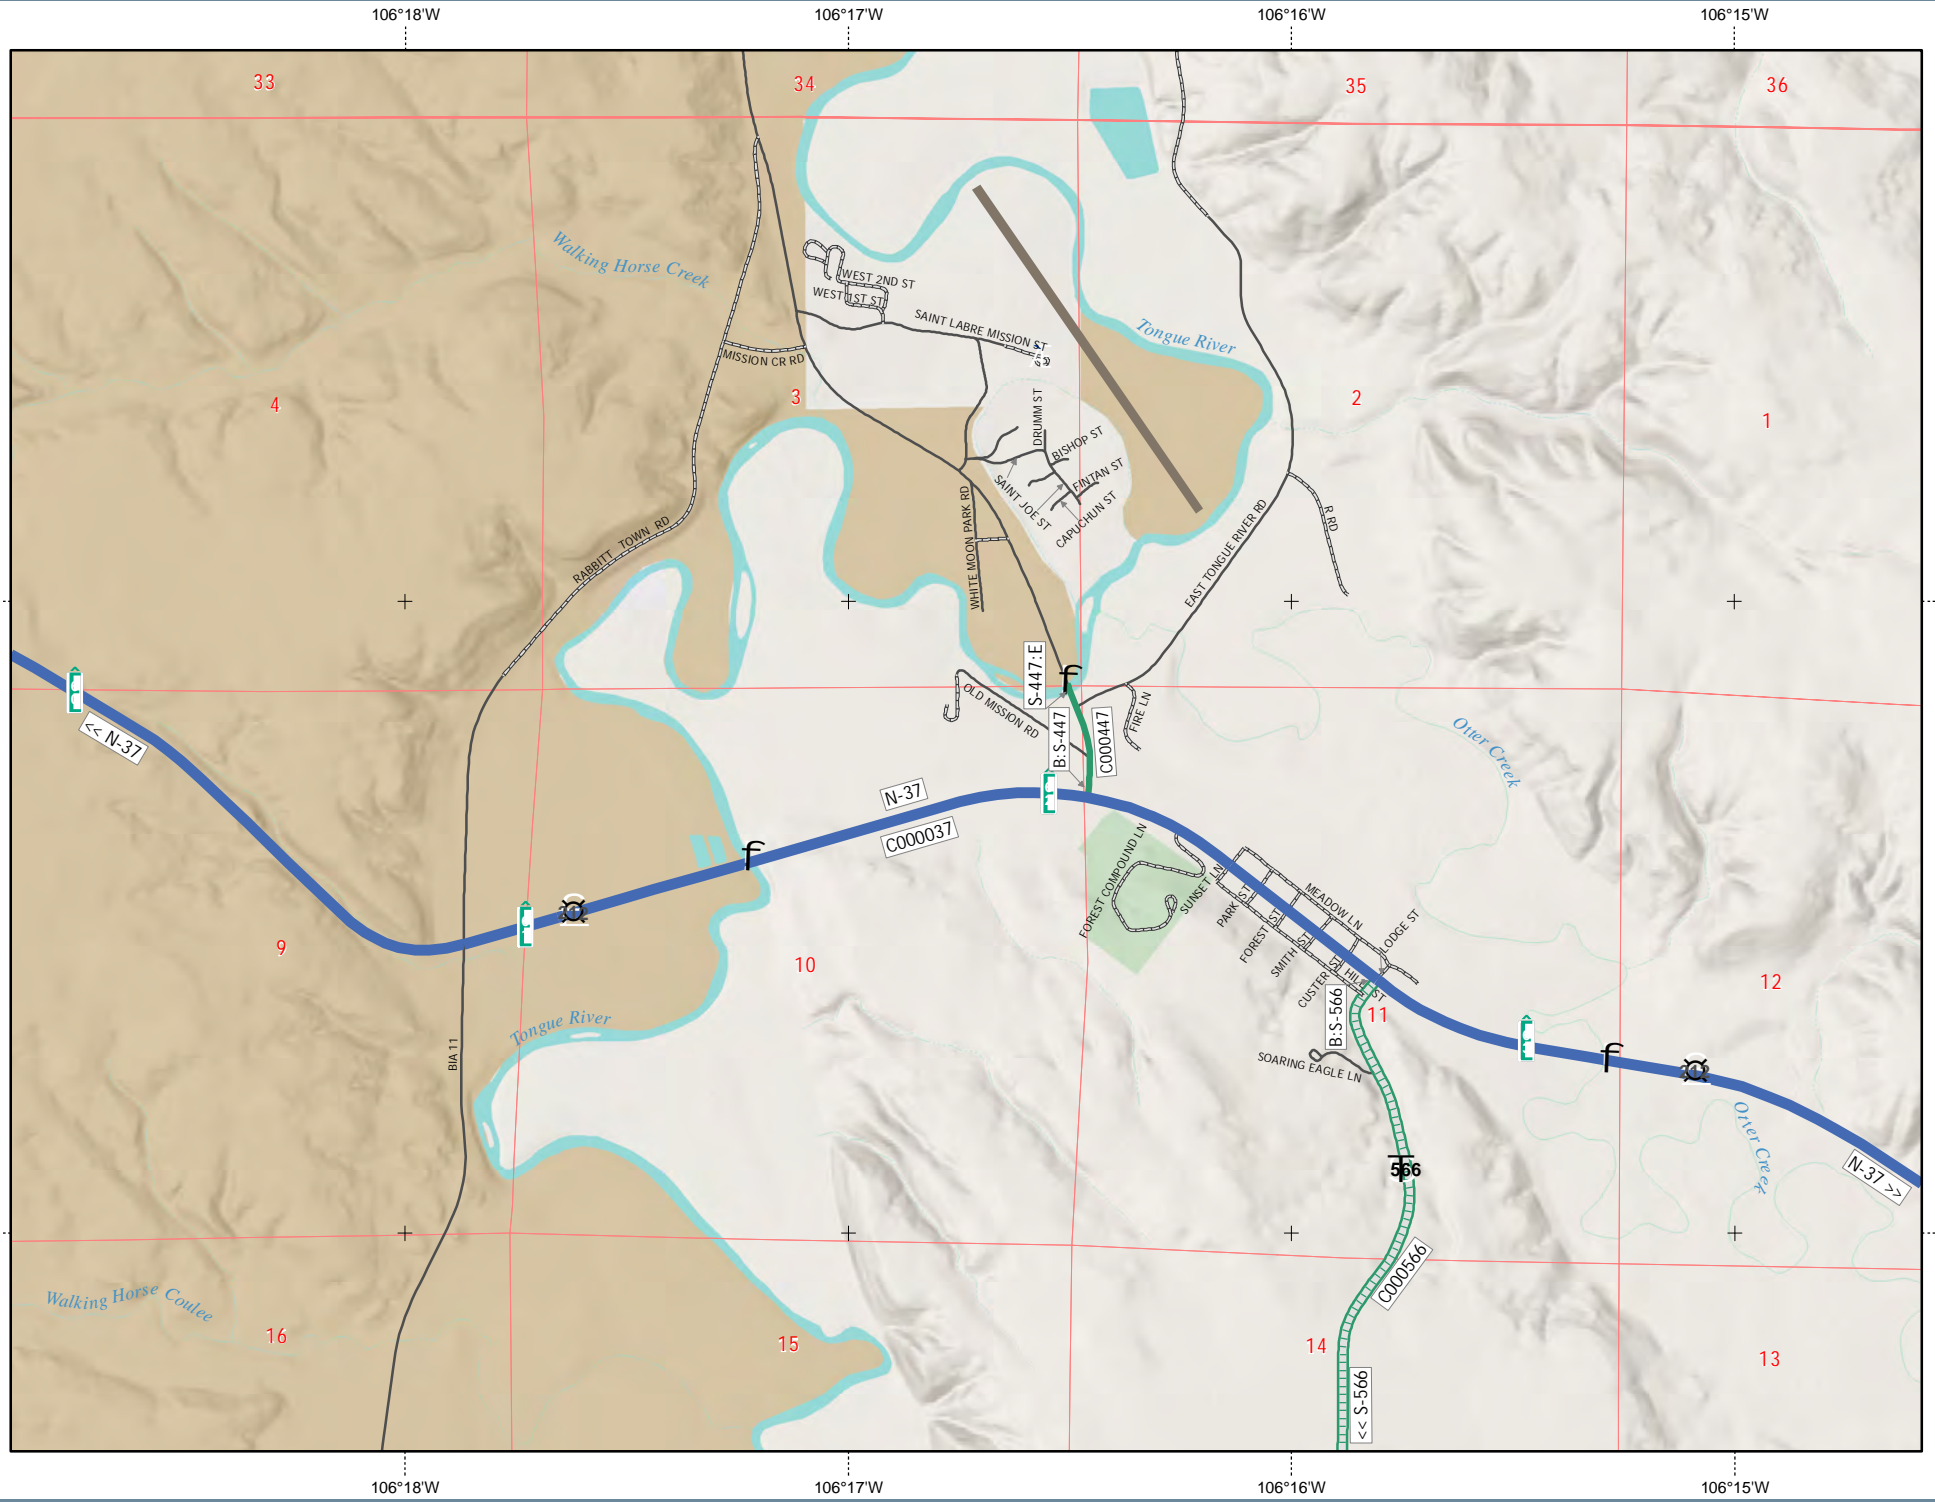 106°18'W
106°17'W
106°16'W
106°15'W
33
34
35
36
Walking Horse Creek
WEST 2ND ST
WEST 1ST ST
SAINT LABRE MISSION ST
Tongue River
MISSION CR RD
4
3
2
1
DRUMM ST
BISHOP ST
FINTAN ST
SAINT JOE ST
CAPUCHUN ST
WHITE MOON PARK RD
RABBITT TOWN RD
EAST TONGUE RIVER RD
R RD
S-447:E
f
OLD MISSION RD
FIRE LN
B:S-447
C000447
<< N-37
Otter Creek
N-37
C000037
f
FOREST COMPOUND LN
SUNSET LN
MEADOW LN
PARK ST
FOREST ST
SMITH ST
CUSTER ST
HILL ST
LODGE ST
212
9
10
11
12
B:S-566
Tongue River
BIA 11
SOARING EAGLE LN
f
212
Otter Creek
566
N-37 >>
C000566
Walking Horse Coulee
16
15
14
13
<< S-566
106°18'W
106°17'W
106°16'W
106°15'W